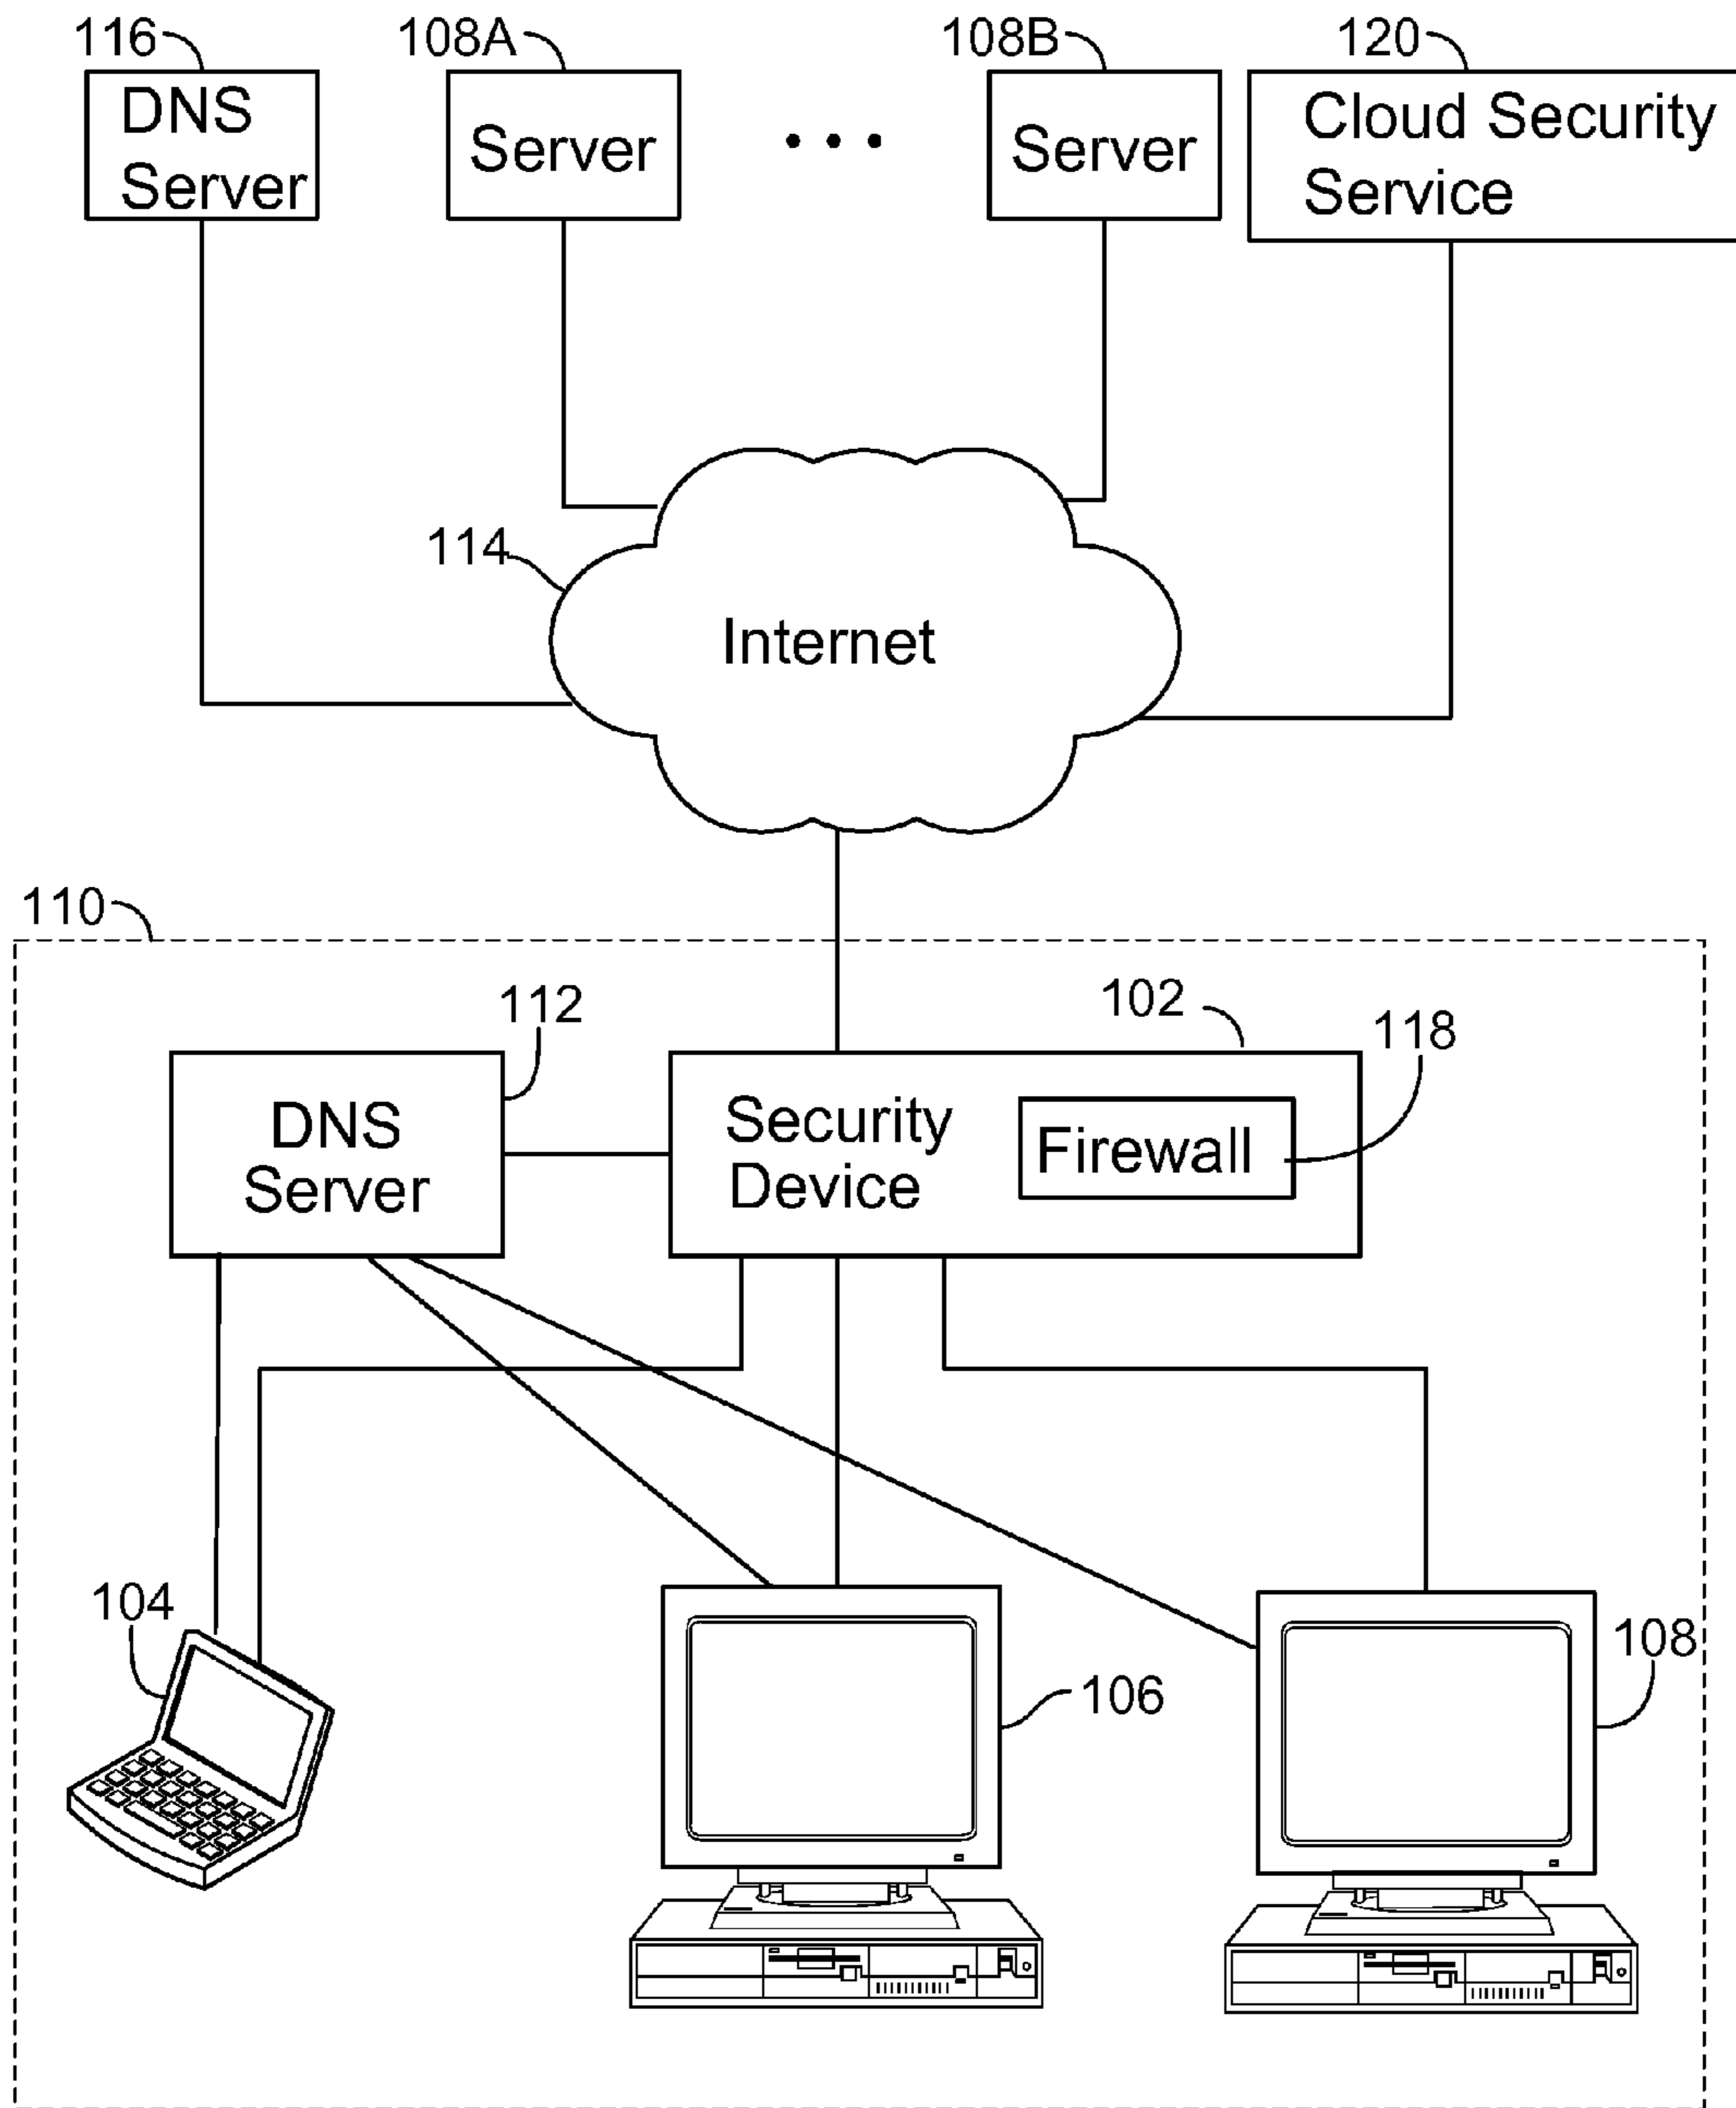 116
108A
108B
120
DNS
Server
Server
• • •
Server
Cloud Security
Service
114
Internet
110
112
102
118
DNS
Server
Security
Device
Firewall
104
106
108